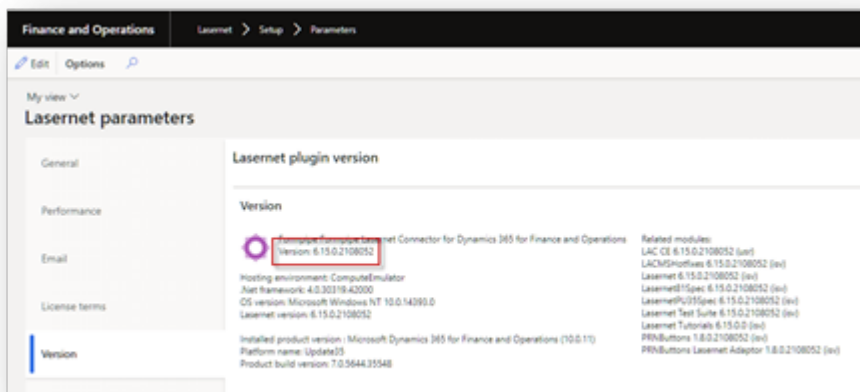 Finance and Operations
Lasernet > Setup > Parameters
Edit Options
My view
Lasernet parameters
General
Performance
Email
License terms
Version
Lasernet plugin version
Version
Formpipe Formpipe Lasernet Connector for Dynamics 365 for Finance and Operations
Version: 6.15.0.2108052
Hosting environment: ComputeEmulator
.Net framework: 4.0.30319.42000
OS version: Microsoft Windows NT 10.0.14393.0
Lasernet version: 6.15.0.2108052
Installed product version : Microsoft Dynamics 365 for Finance and Operations (10.0.11)
Platform name: Update35
Product build version: 7.0.5644.35548
Related modules:
LAC CE 6.15.0.2108052 (usr)
LACMSHotfixes 6.15.0.2108052 (isv)
Lasernet 6.15.0.2108052 (isv)
Lasernet81Spec 6.15.0.2108052 (isv)
LasernetPU35Spec 6.15.0.2108052 (isv)
Lasernet Test Suite 6.15.0.2108052 (isv)
Lasernet Tutorials 6.15.0.0 (isv)
PRNButtons 1.8.0.2108052 (isv)
PRNButtons Lasernet Adaptor 1.8.0.2108052 (isv)